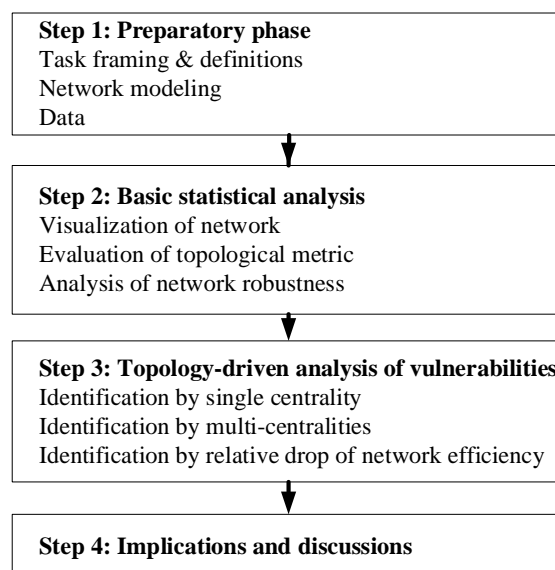 Step 1: Preparatory phase
Task framing & definitions
Network modeling
Data
Step 2: Basic statistical analysis
Visualization of network
Evaluation of topological metric
Analysis of network robustness
Step 3: Topology-driven analysis of vulnerabilities
Identification by single centrality
Identification by multi-centralities
Identification by relative drop of network efficiency
Step 4: Implications and discussions